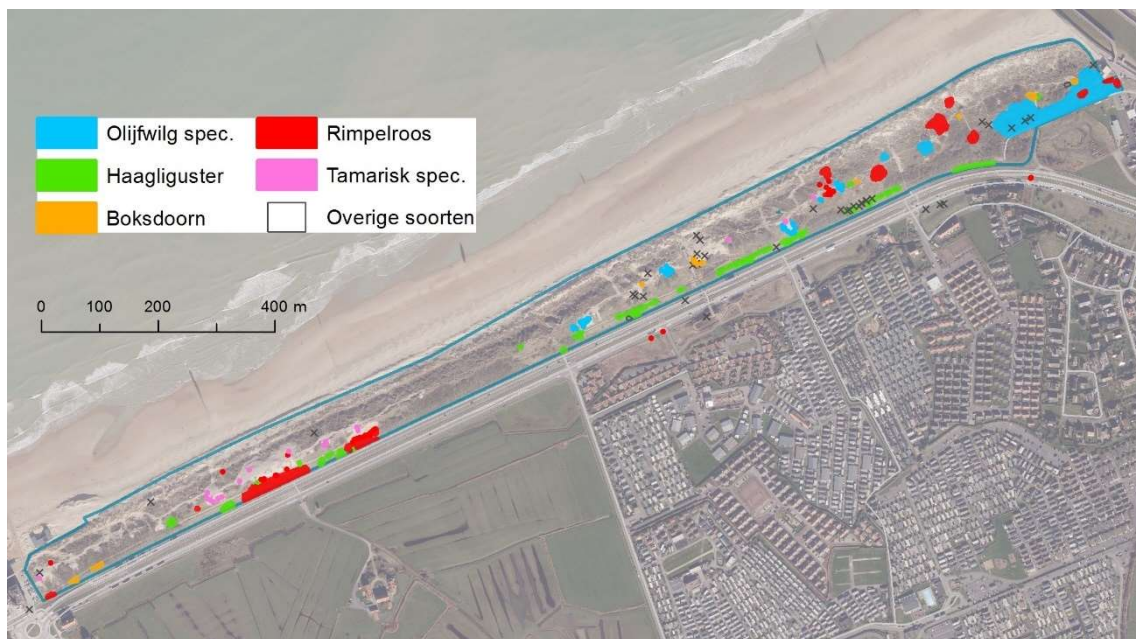 Olijfwilg spec.
Rimpelroos
Haagliguster
Tamarisk spec.
Boksdoorn
Overige soorten
0 100 200 400 m